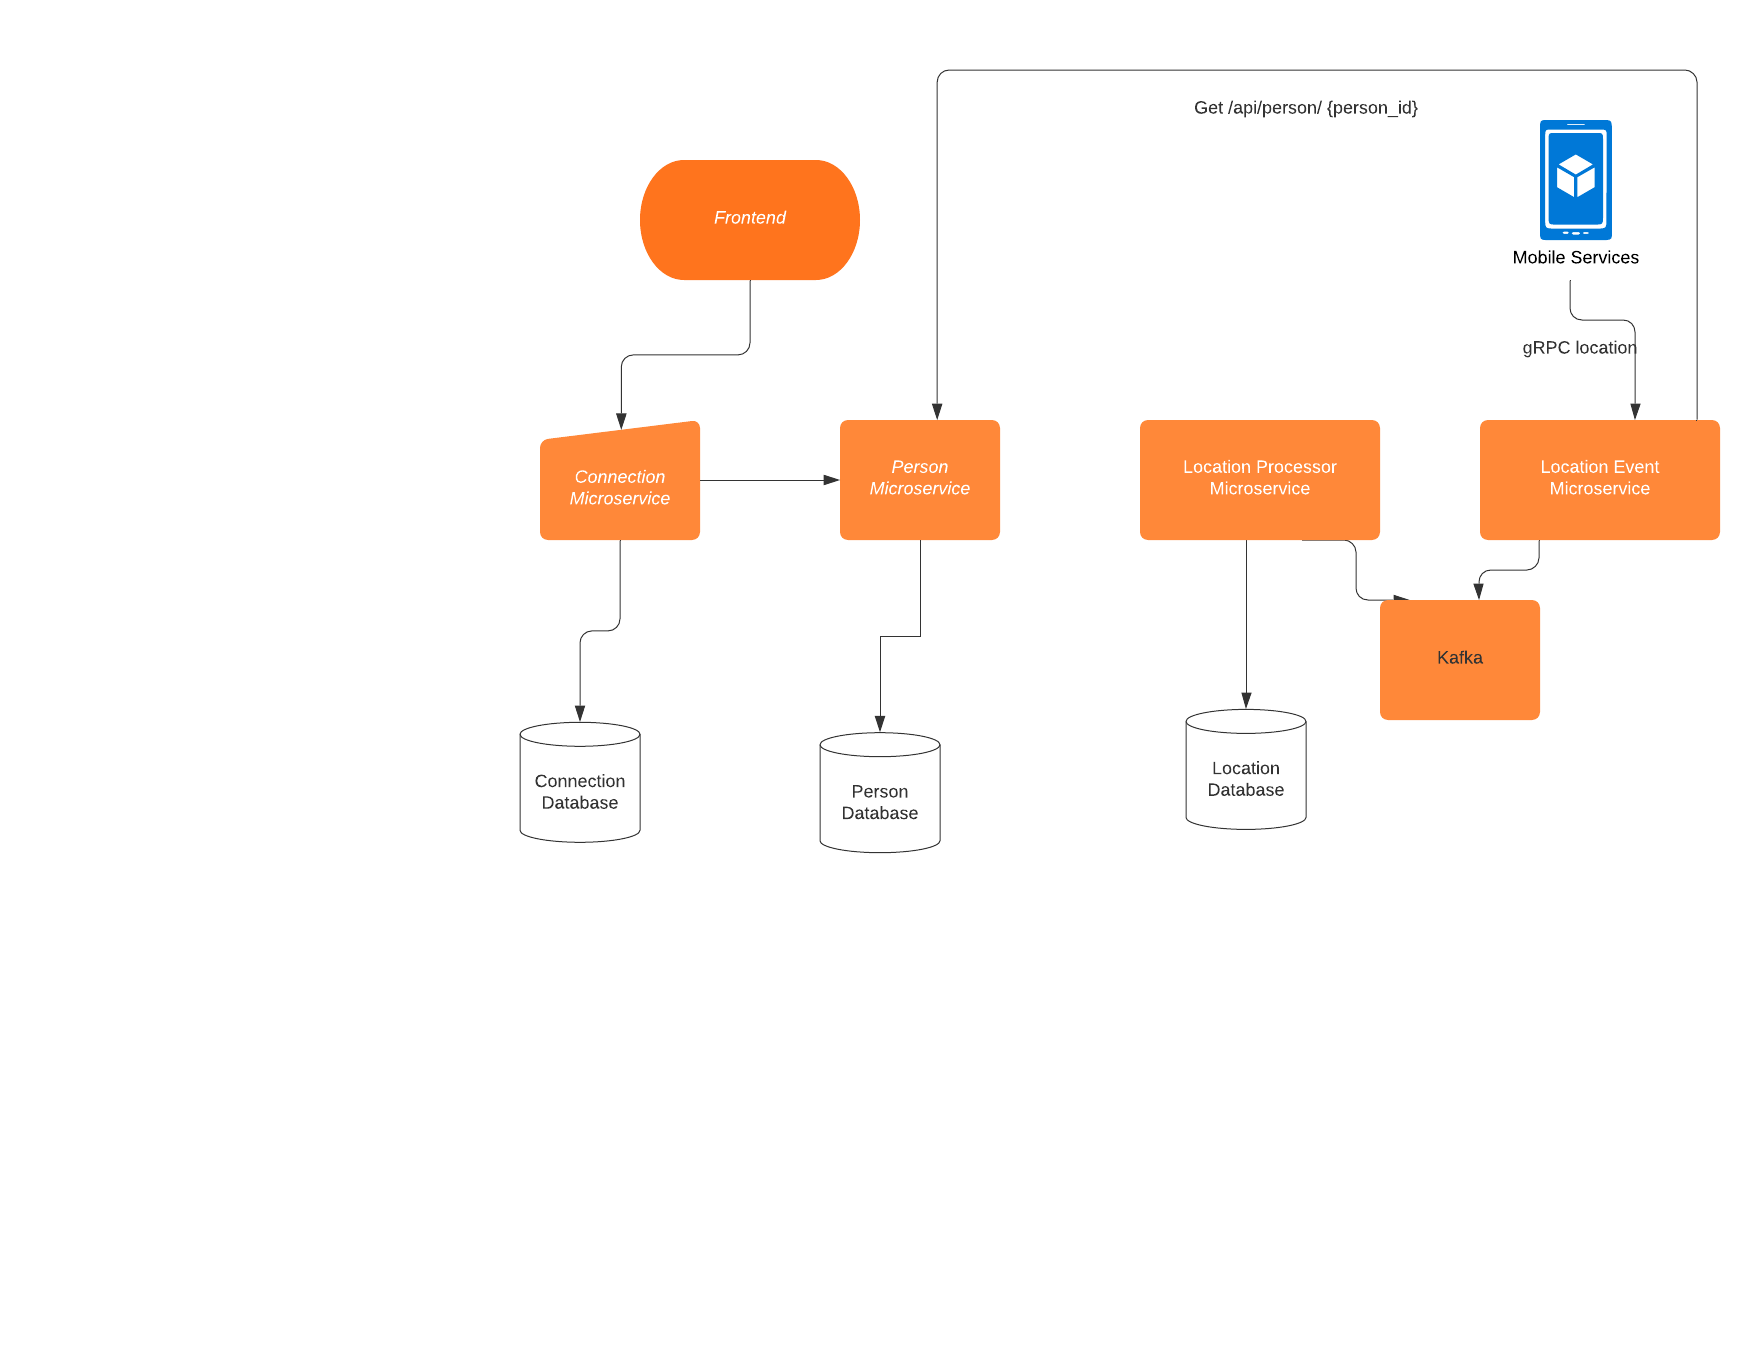 Get /api/person/ {person_id}
Frontend
Mobile Services
gRPC location
Connection
Microservice
Person
Microservice
Location Processor
Microservice
Location Event
Microservice
Kafka
Connection
Database
Person
Database
Location
Database